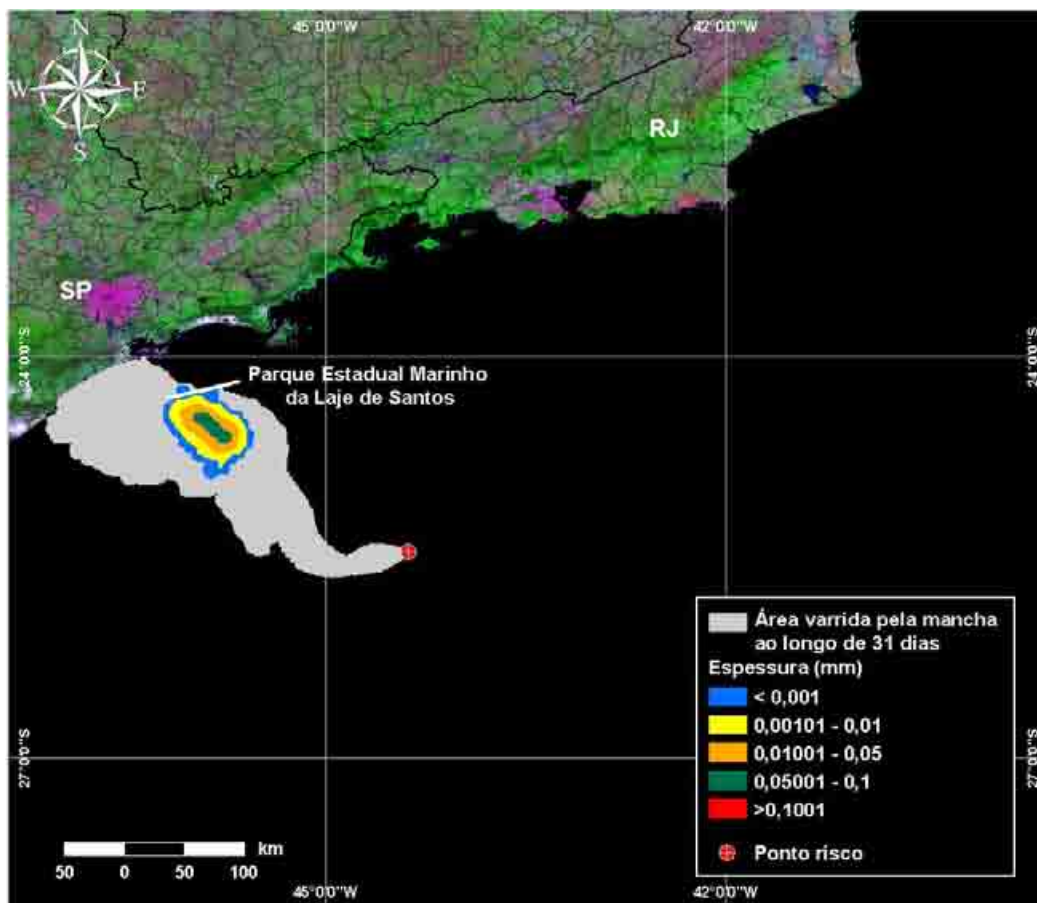 45°0'0"W
42°0'0"W
N
W
E
S
RJ
SP
24°0'0"S
24°0'0"S
Parque Estadual Marinho
da Laje de Santos
Área varrida pela mancha
ao longo de 31 dias
Espessura (mm)
< 0,001
0,00101 - 0,01
0,01001 - 0,05
0,05001 - 0,1
>0,1001
Ponto risco
27°0'0"S
27°0'0"S
km
50 0 50 100
45°0'0"W
42°0'0"W